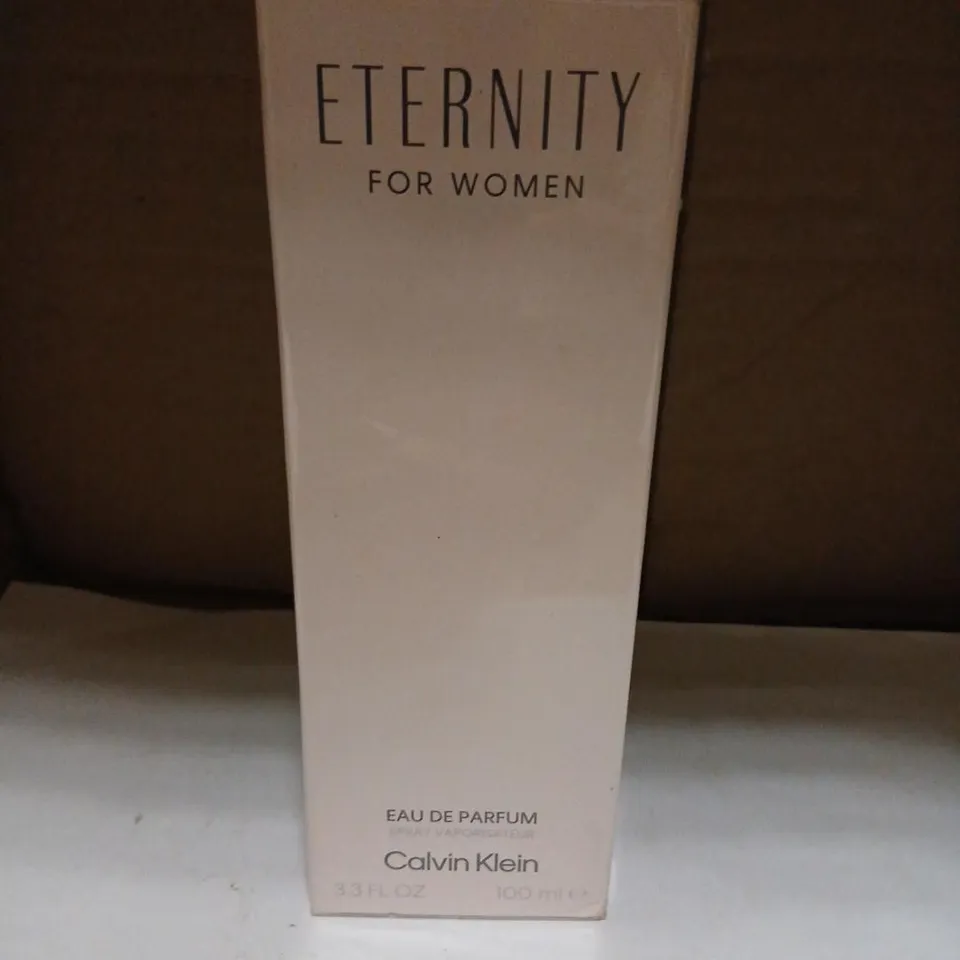 ETERNITY
FOR WOMEN
EAU DE PARFUM
SPRAY VAPORISATEUR
Calvin Klein
3.3 FL OZ 100 ml e